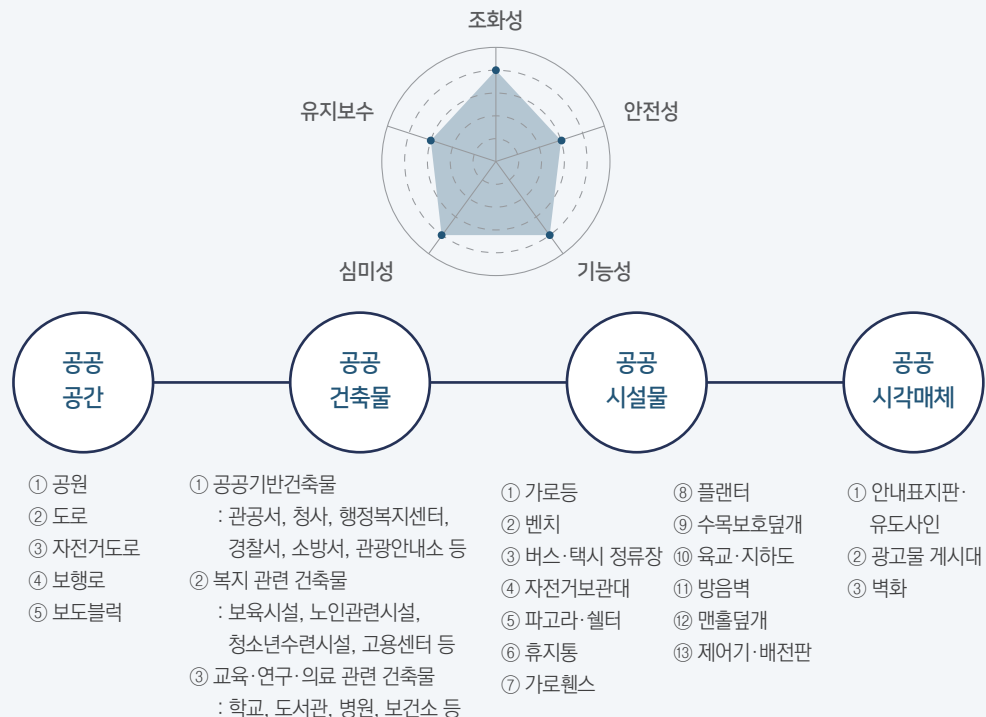 조화성
유지보수
안전성
심미성
기능성
공공
공간
공공
건축물
공공
시설물
공공
시각매체
① 공원
② 도로
③ 자전거도로
④ 보행로
⑤ 보도블럭
① 공공기반건축물
: 관공서, 청사, 행정복지센터,
경찰서, 소방서, 관광안내소 등
② 복지 관련 건축물
: 보육시설, 노인관련시설,
청소년수련시설, 고용센터 등
③ 교육·연구·의료 관련 건축물
: 학교, 도서관, 병원, 보건소 등
① 가로등
② 벤치
③ 버스·택시 정류장
④ 자전거보관대
⑤ 파고라·쉘터
⑥ 휴지통
⑦ 가로휀스
⑧ 플랜터
⑨ 수목보호덮개
⑩ 육교·지하도
⑪ 방음벽
⑫ 맨홀덮개
⑬ 제어기·배전판
① 안내표지판·
유도사인
② 광고물 게시대
③ 벽화